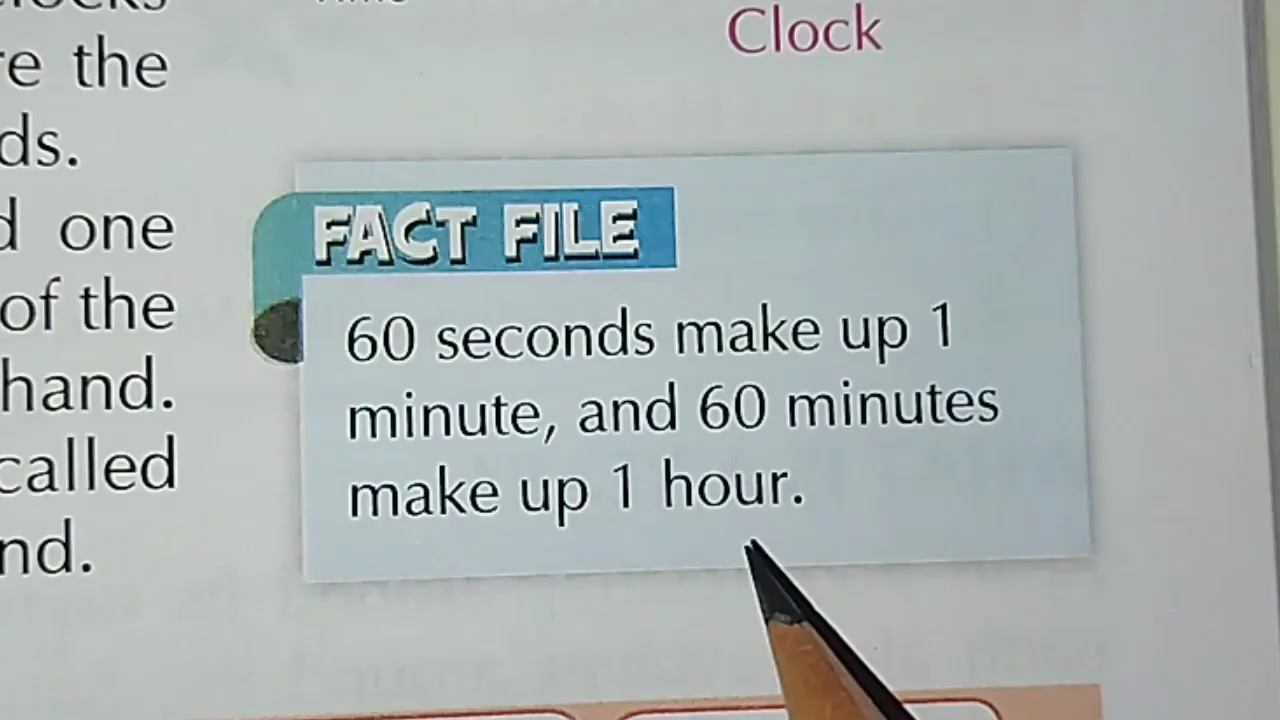 re the
ds.
d one
of the
hand.
called
nd.
Clock
FACT FILE
60 seconds make up 1
minute, and 60 minutes
make up 1 hour.